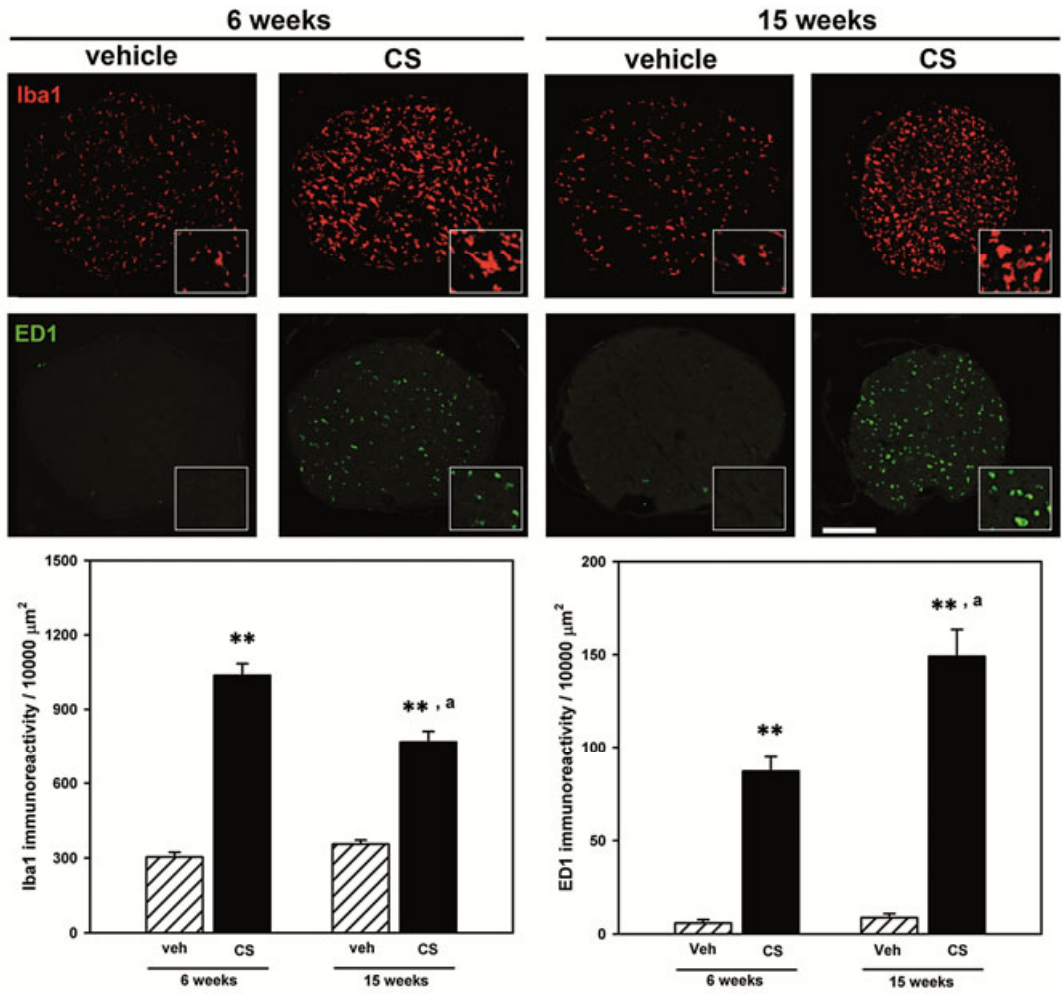 6 weeks 15 weeks
vehicle CS vehicle CS
Iba1
ED1
Iba1 immunoreactivity / 10000 μm²
1500
1200
900
600
300
0
**
**, a
veh CS veh CS
6 weeks 15 weeks
ED1 immunoreactivity / 10000 μm²
200
150
100
50
0
**
**, a
Veh CS Veh CS
6 weeks 15 weeks